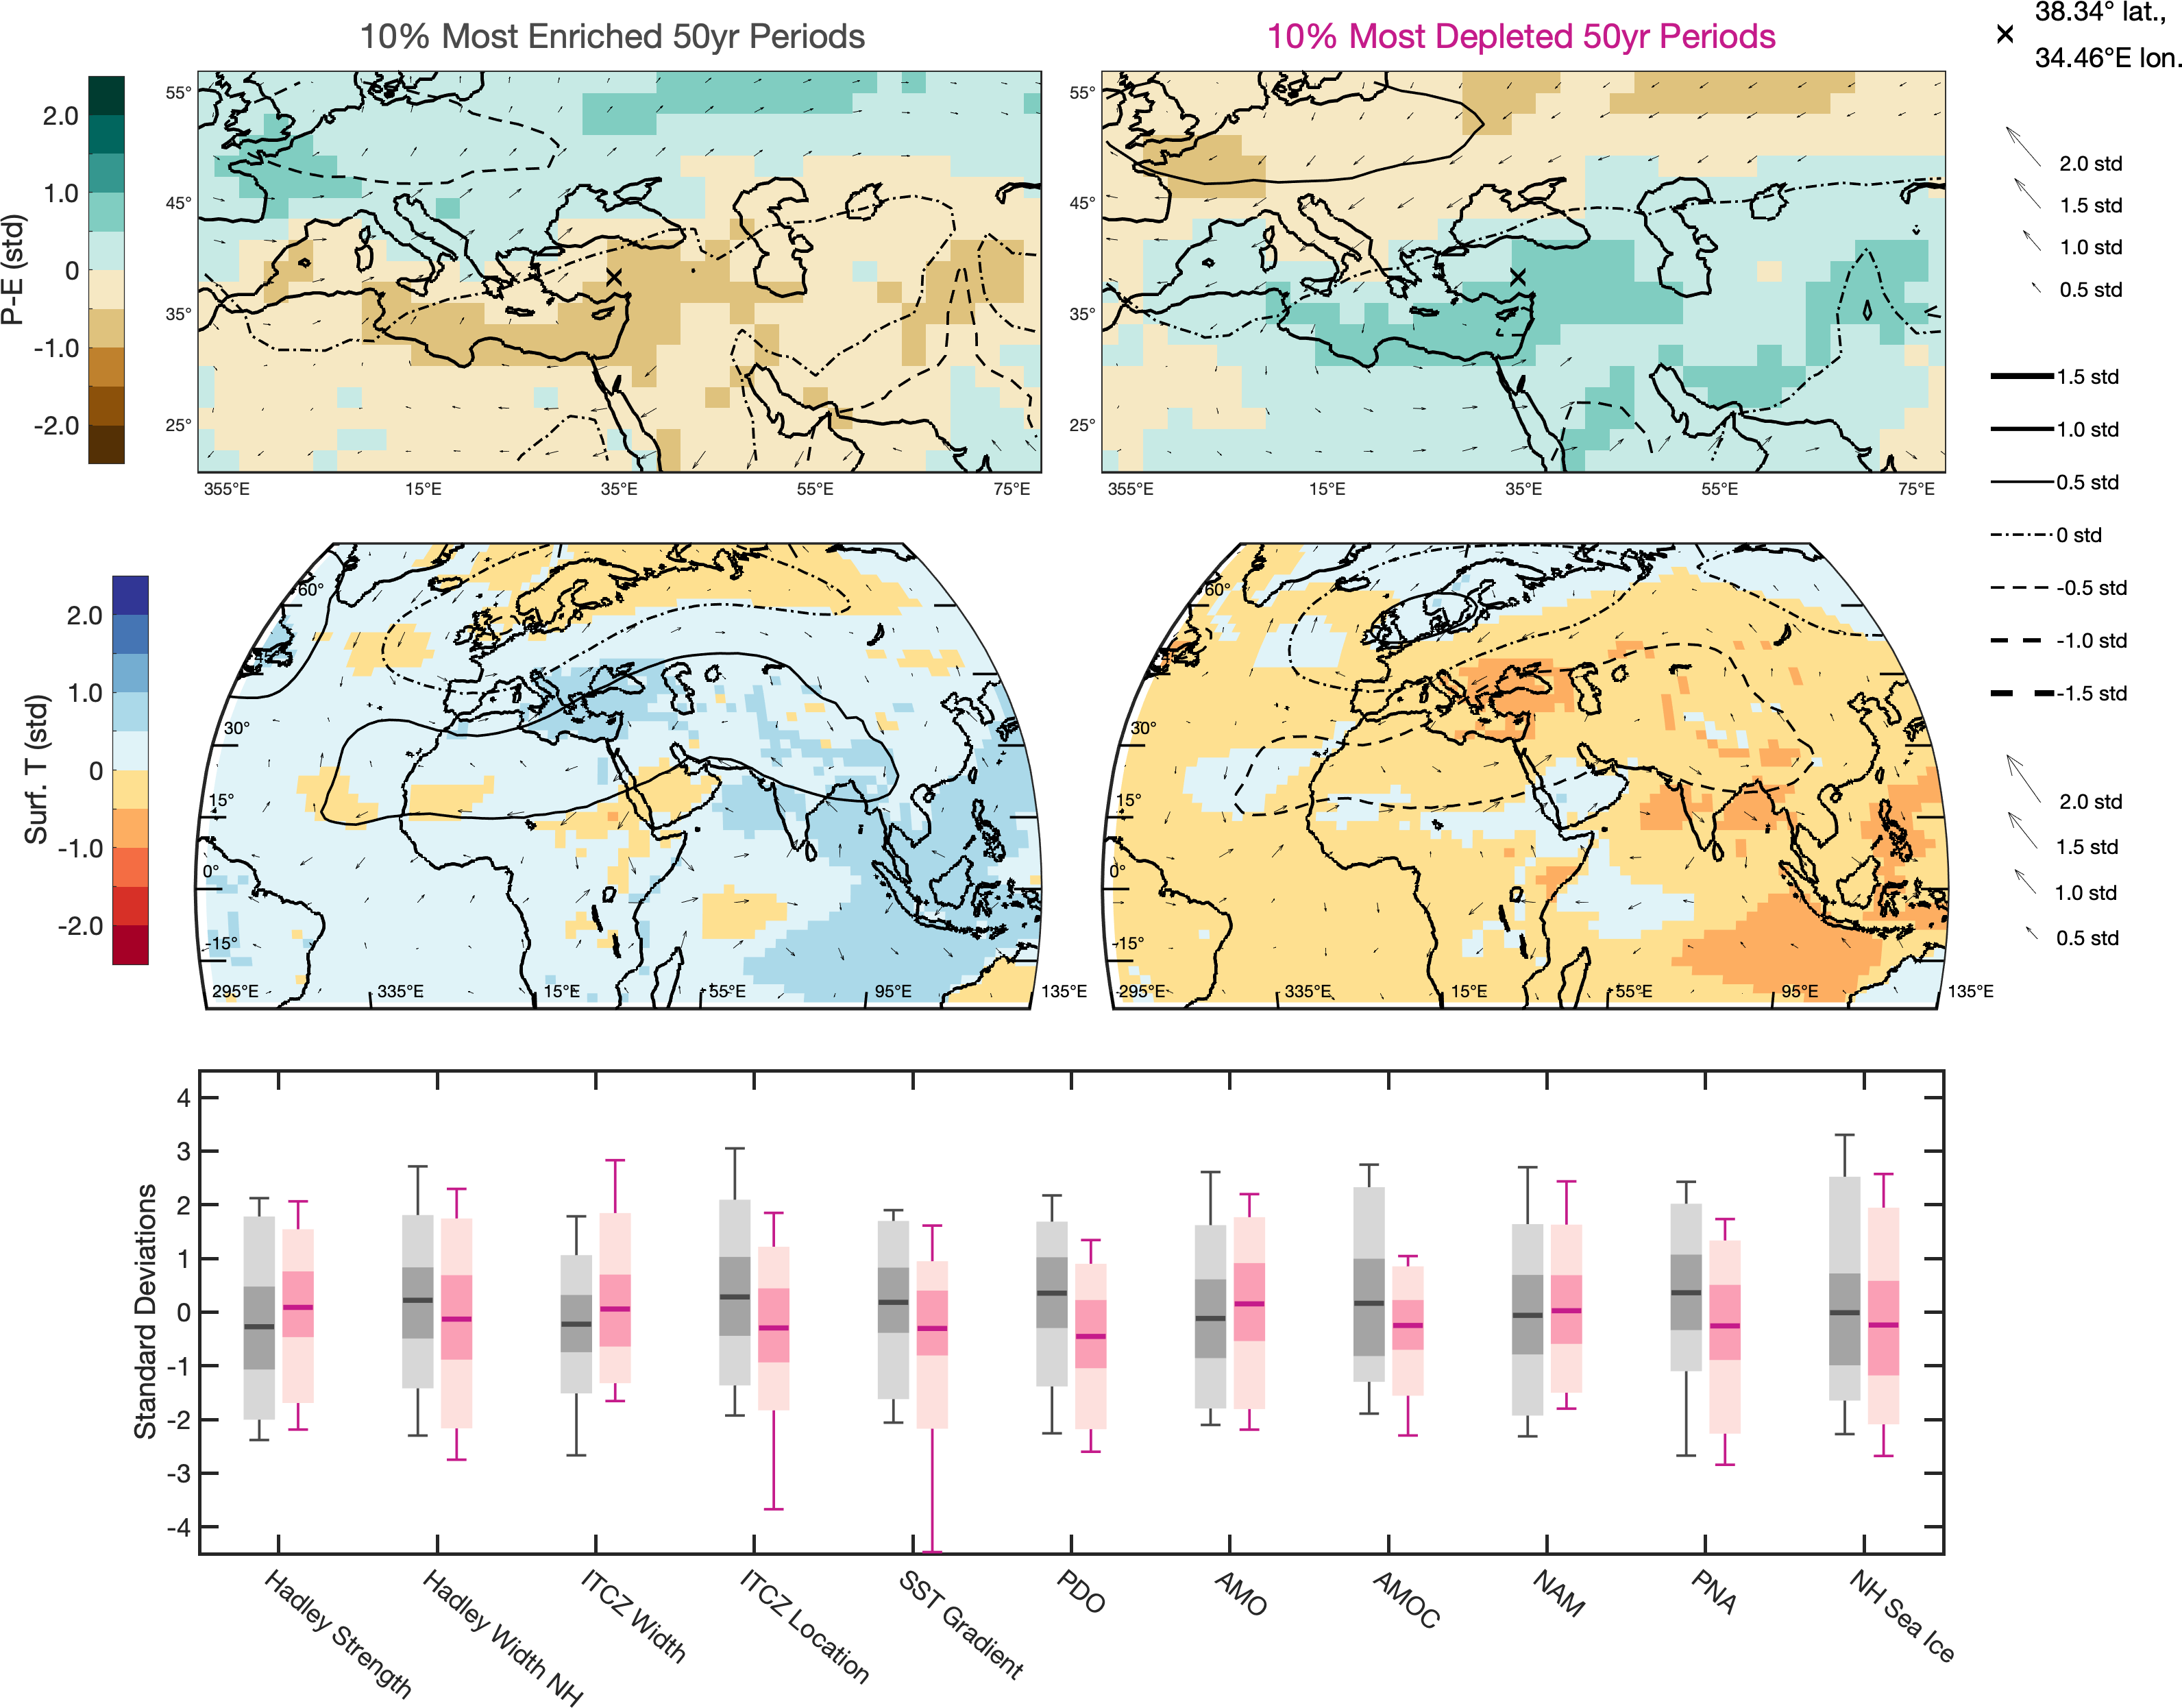 10% Most Enriched 50yr Periods
10% Most Depleted 50yr Periods
38.34° lat.,
34.46°E lon.
P-E (std)
2.0
1.0
0
-1.0
-2.0
55°
45°
35°
25°
355°E
15°E
35°E
55°E
75°E
55°
45°
35°
25°
355°E
15°E
35°E
55°E
75°E
2.0 std
1.5 std
1.0 std
0.5 std
1.5 std
1.0 std
0.5 std
0 std
-0.5 std
-1.0 std
-1.5 std
2.0 std
1.5 std
1.0 std
0.5 std
Surf. T (std)
2.0
1.0
0
-1.0
-2.0
60°
30°
15°
0°
-15°
295°E
335°E
15°E
55°E
95°E
135°E
60°
30°
15°
0°
-15°
295°E
335°E
15°E
55°E
95°E
135°E
Standard Deviations
4
3
2
1
0
-1
-2
-3
-4
Hadley Strength
Hadley Width NH
ITCZ Width
ITCZ Location
SST Gradient
PDO
AMO
AMOC
NAM
PNA
NH Sea Ice